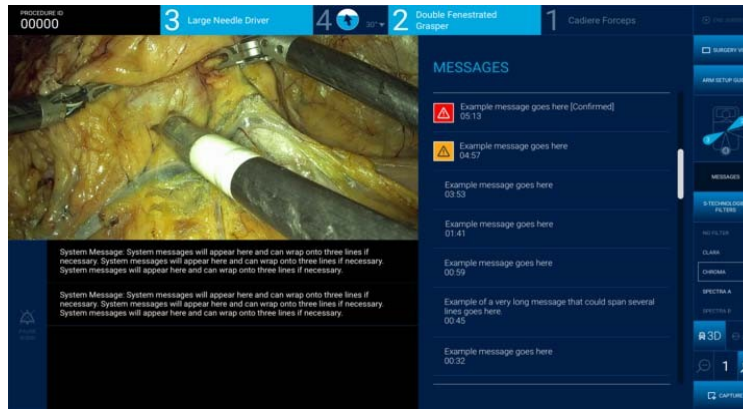 PROCEDURE ID
00000
3 Large Needle Driver
4 30°
2 Double Fenestrated
Grasper
1 Cadiere Forceps
SURGERY
ARM SETUP
MESSAGES
Example message goes here [Confirmed]
05:13
Example message goes here
04:57
Example message goes here
03:53
Example message goes here
01:41
Example message goes here
00:59
Example of a very long message that could span several
lines goes here
00:45
Example message goes here
00:32
System Message: System messages will appear here and can wrap onto three lines if
necessary. System messages will appear here and can wrap onto three lines if necessary.
System messages will appear here and can wrap onto three lines if necessary.
System Message: System messages will appear here and can wrap onto three lines if
necessary. System messages will appear here and can wrap onto three lines if necessary.
System messages will appear here and can wrap onto three lines if necessary.
MESSAGES
FILTERS
NO FILTER
CLARA
CHROMA
SPECTRA A
SPECTRA B
3D
1
CAPTURE